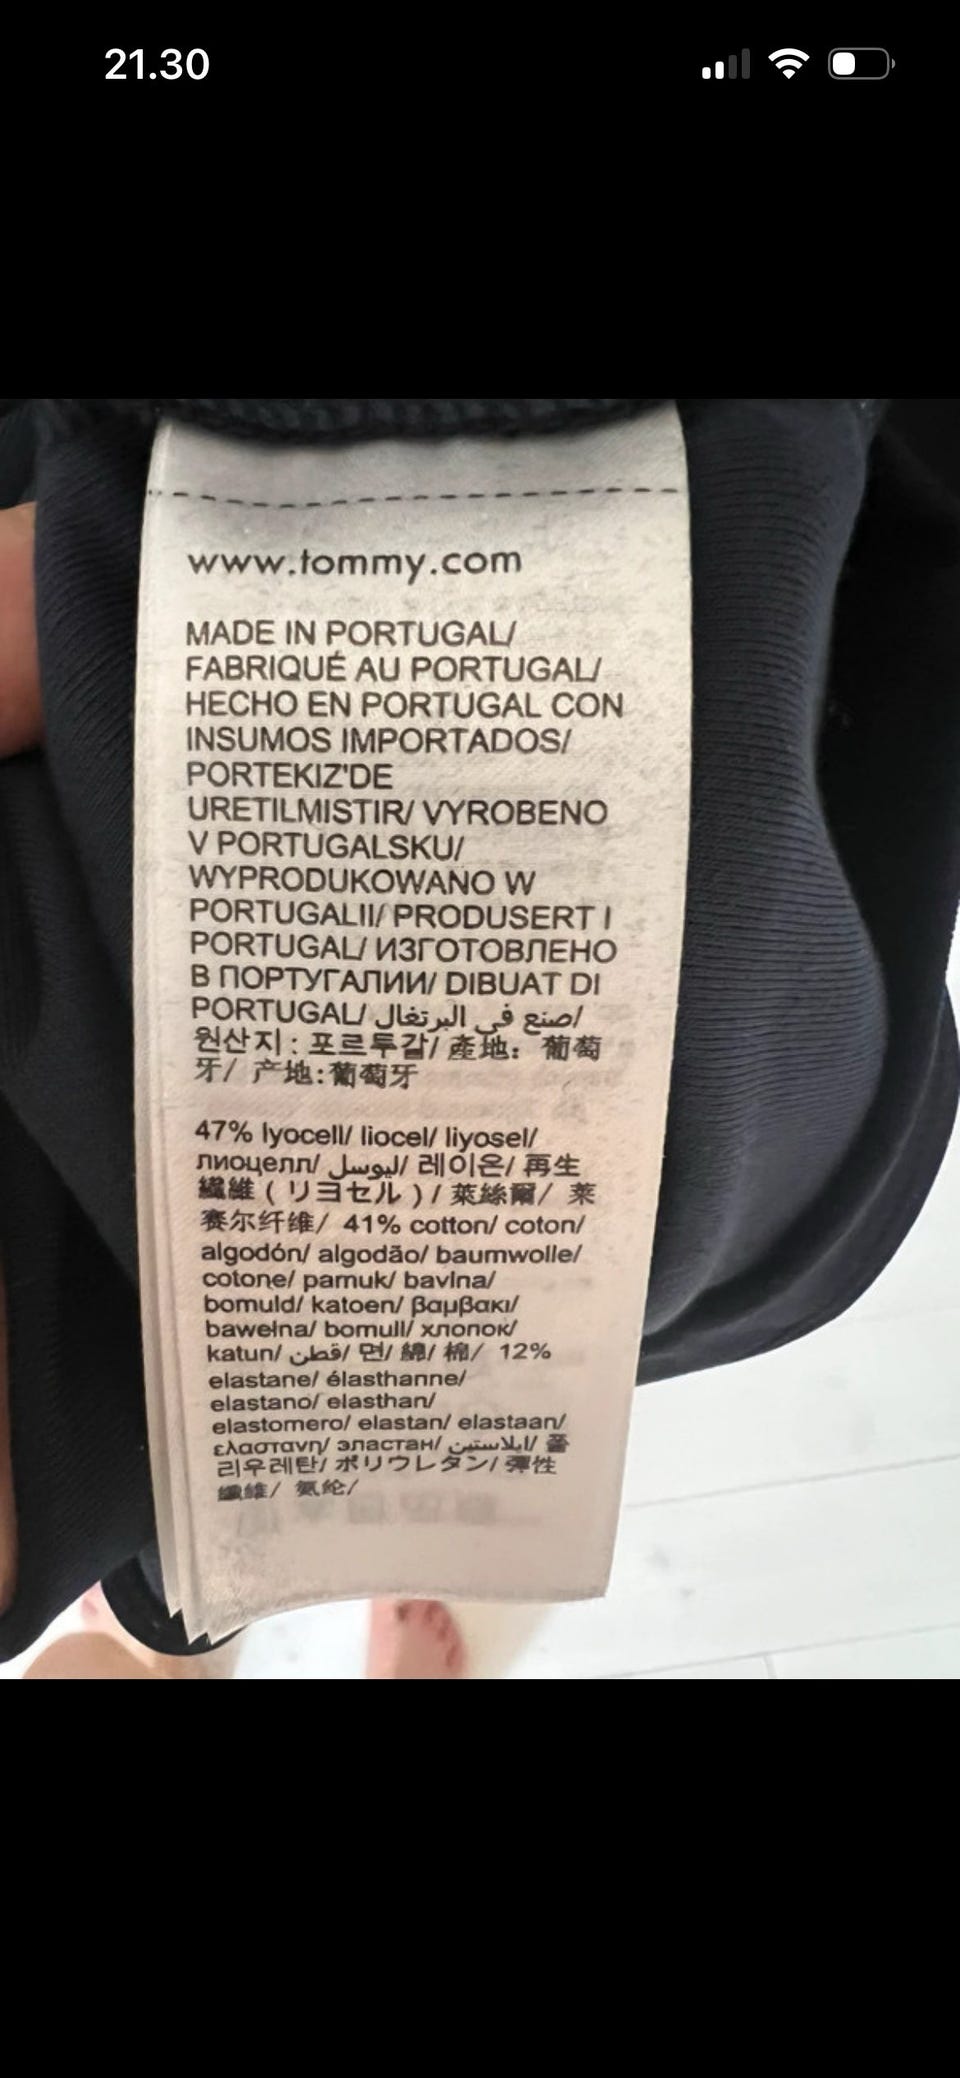 21.30
www.tommy.com
MADE IN PORTUGAL/
FABRIQUÉ AU PORTUGAL/
HECHO EN PORTUGAL CON
INSUMOS IMPORTADOS/
PORTEKIZ'DE
URETILMISTIR/ VYROBENO
V PORTUGALSKU/
WYPRODUKOWANO W
PORTUGALII/ PRODUSERT I
PORTUGAL/ ИЗГОТОВЛЕНО
В ПОРТУГАЛИИ/ DIBUAT DI
PORTUGAL/ صنع في البرتغال/
원산지 : 포르투갈/ 產地: 葡萄
牙/ 产地:葡萄牙
47% lyocell/ liocel/ liyosel/
лиоцелл/ ليوسل/ 레이온/ 再生
繊維 ( リヨセル ) / 萊絲爾/ 莱
赛尔纤维/ 41% cotton/ coton/
algodón/ algodão/ baumwolle/
cotone/ pamuk/ bavlna/
bomuld/ katoen/ βαμβακι/
bawełna/ bomull/ хлопок/
katun/ قطن/ 면/ 綿/ 棉/ 12%
elastane/ élasthanne/
elastano/ elasthan/
elastomero/ elastan/ elastaan/
ελαστανη/ эластан/ ايلاستين/ 폴
리우레탄/ ポリウレタン/ 彈性
纖維/ 氨纶/